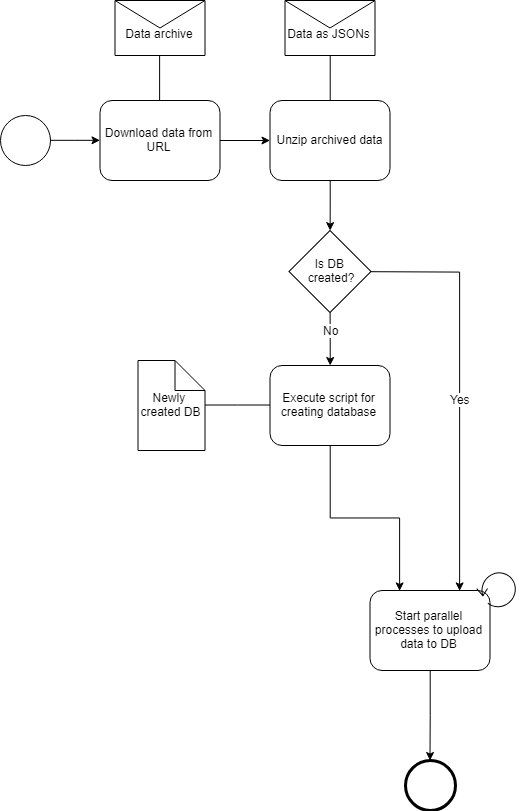 Data archive
Data as JSONs
Download data from
URL
Unzip archived data
Is DB
created?
No
Yes
Newly
created DB
Execute script for
creating database
Start parallel
processes to upload
data to DB